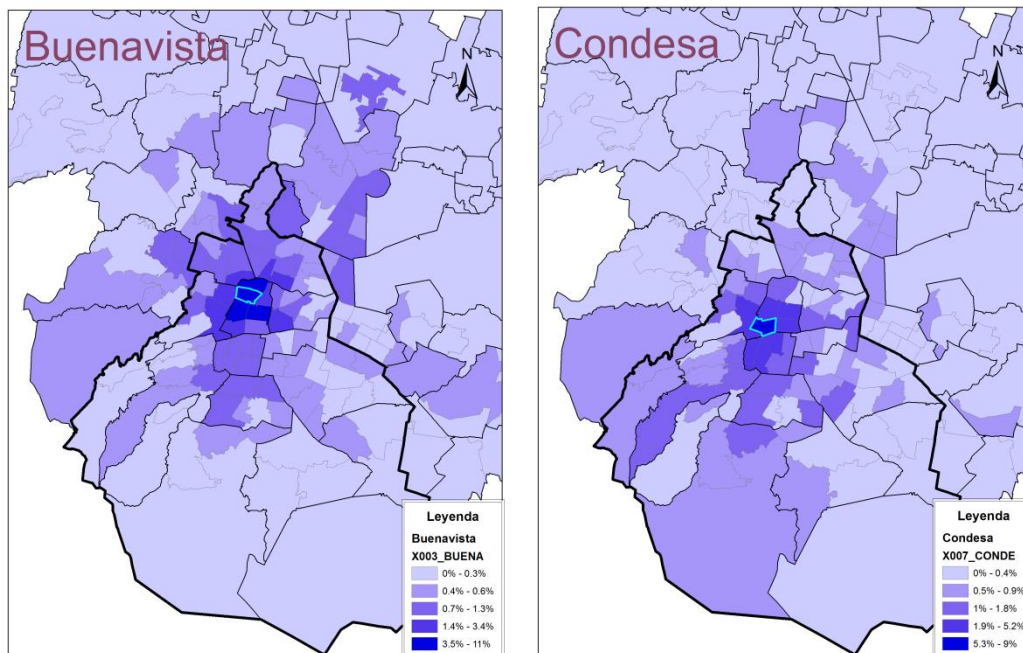 Buenavista
N
Leyenda
Buenavista
X003_BUENA
0% - 0.3%
0.4% - 0.6%
0.7% - 1.3%
1.4% - 3.4%
3.5% - 11%
Condesa
N
Leyenda
Condesa
X007_CONDE
0% - 0.4%
0.5% - 0.9%
1% - 1.8%
1.9% - 5.2%
5.3% - 9%